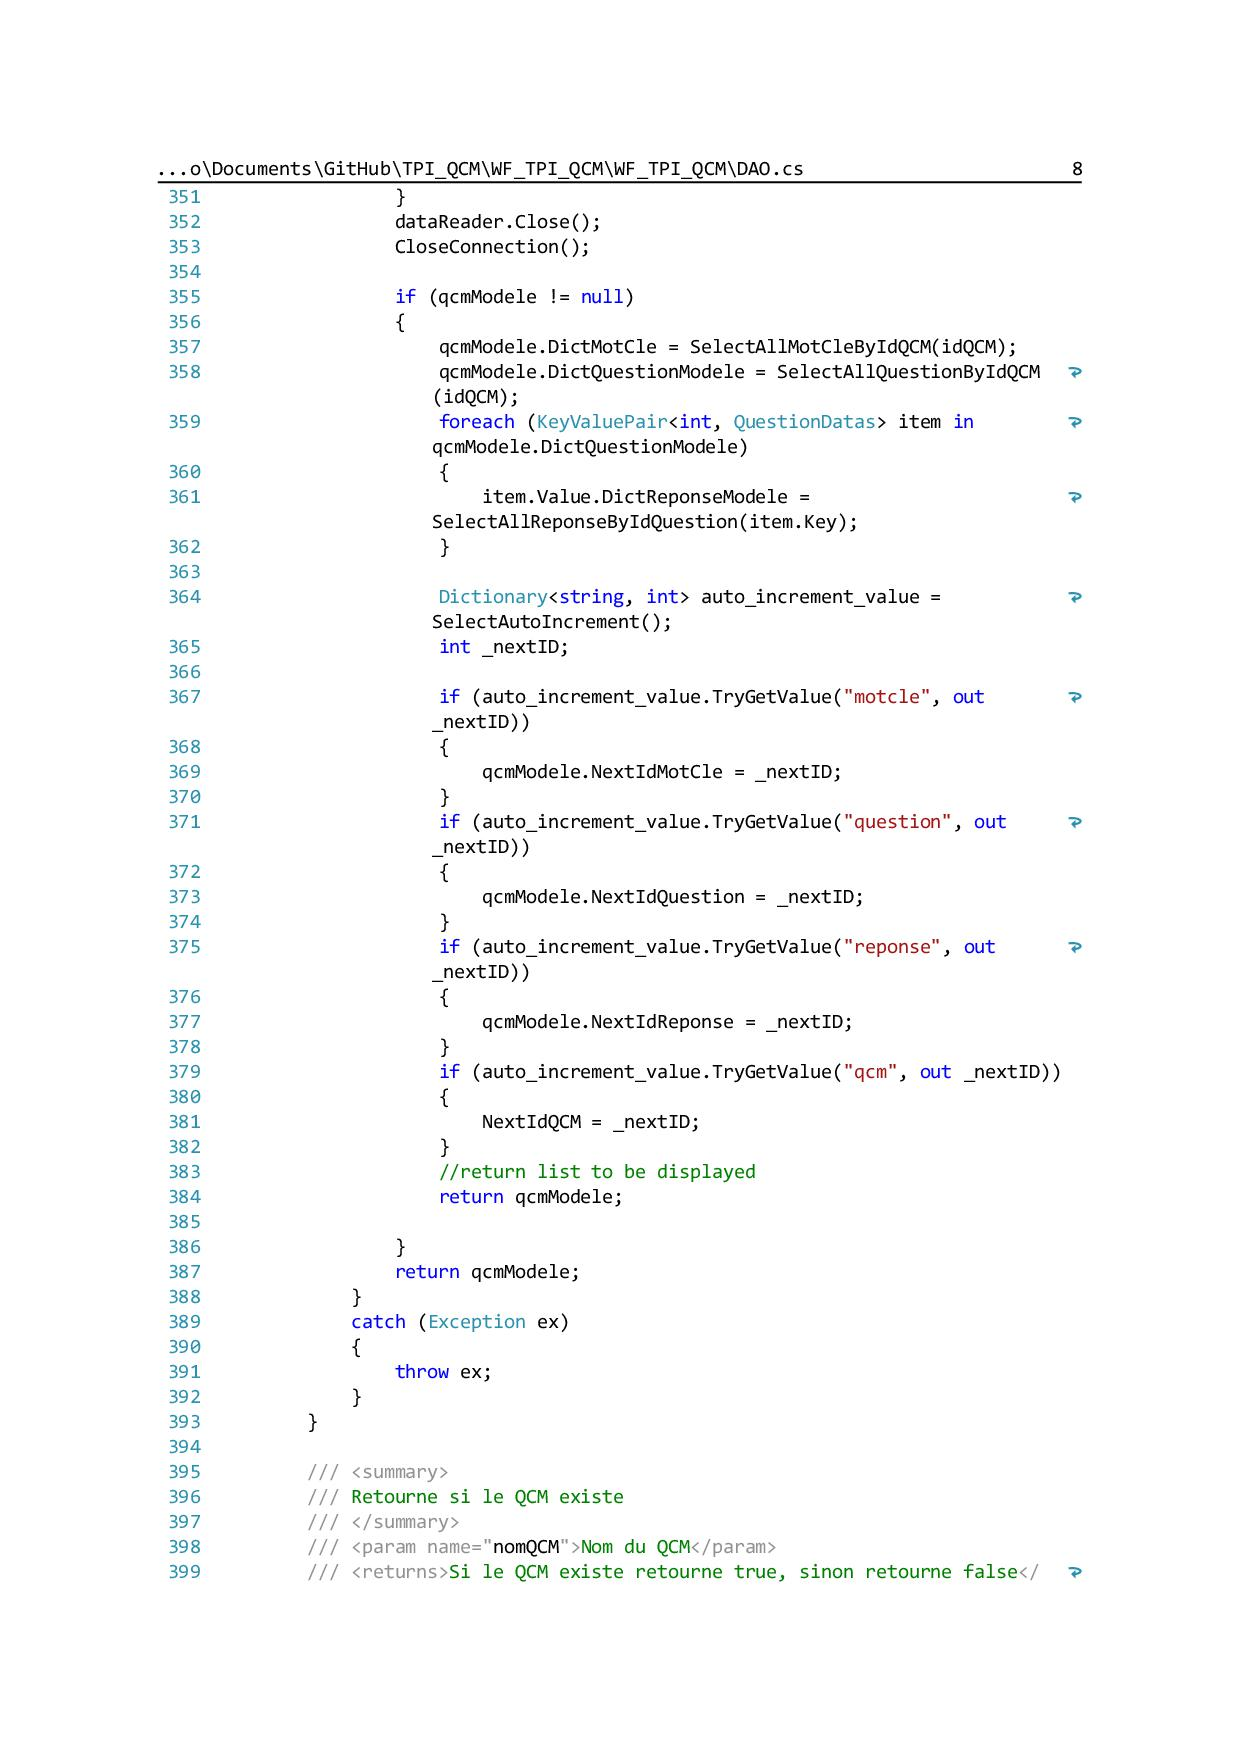 ...o\Documents\GitHub\TPI_QCM\WF_TPI_QCM\WF_TPI_QCM\DAO.cs 8
351 }
352 dataReader.Close();
353 CloseConnection();
354
355 if (qcmModele != null)
356 {
357 qcmModele.DictMotCle = SelectAllMotCleByIdQCM(idQCM);
358 qcmModele.DictQuestionModele = SelectAllQuestionByIdQCM
(idQCM);
359 foreach (KeyValuePair<int, QuestionDatas> item in
qcmModele.DictQuestionModele)
360 {
361 item.Value.DictReponseModele =
SelectAllReponseByIdQuestion(item.Key);
362 }
363
364 Dictionary<string, int> auto_increment_value =
SelectAutoIncrement();
365 int _nextID;
366
367 if (auto_increment_value.TryGetValue("motcle", out
_nextID))
368 {
369 qcmModele.NextIdMotCle = _nextID;
370 }
371 if (auto_increment_value.TryGetValue("question", out
_nextID))
372 {
373 qcmModele.NextIdQuestion = _nextID;
374 }
375 if (auto_increment_value.TryGetValue("reponse", out
_nextID))
376 {
377 qcmModele.NextIdReponse = _nextID;
378 }
379 if (auto_increment_value.TryGetValue("qcm", out _nextID))
380 {
381 NextIdQCM = _nextID;
382 }
383 //return list to be displayed
384 return qcmModele;
385
386 }
387 return qcmModele;
388 }
389 catch (Exception ex)
390 {
391 throw ex;
392 }
393 }
394
395 /// <summary>
396 /// Retourne si le QCM existe
397 /// </summary>
398 /// <param name="nomQCM">Nom du QCM</param>
399 /// <returns>Si le QCM existe retourne true, sinon retourne false</